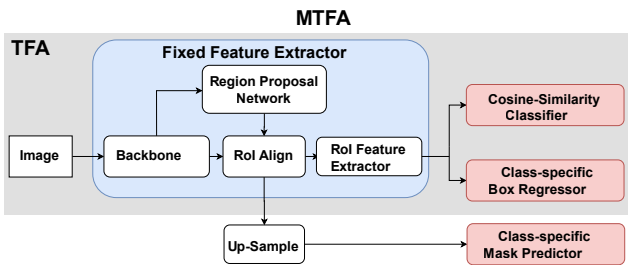 MTFA
TFA
Fixed Feature Extractor
Region Proposal
Network
Cosine-Similarity
Classifier
Image
Backbone
RoI Align
RoI Feature
Extractor
Class-specific
Box Regressor
Up-Sample
Class-specific
Mask Predictor